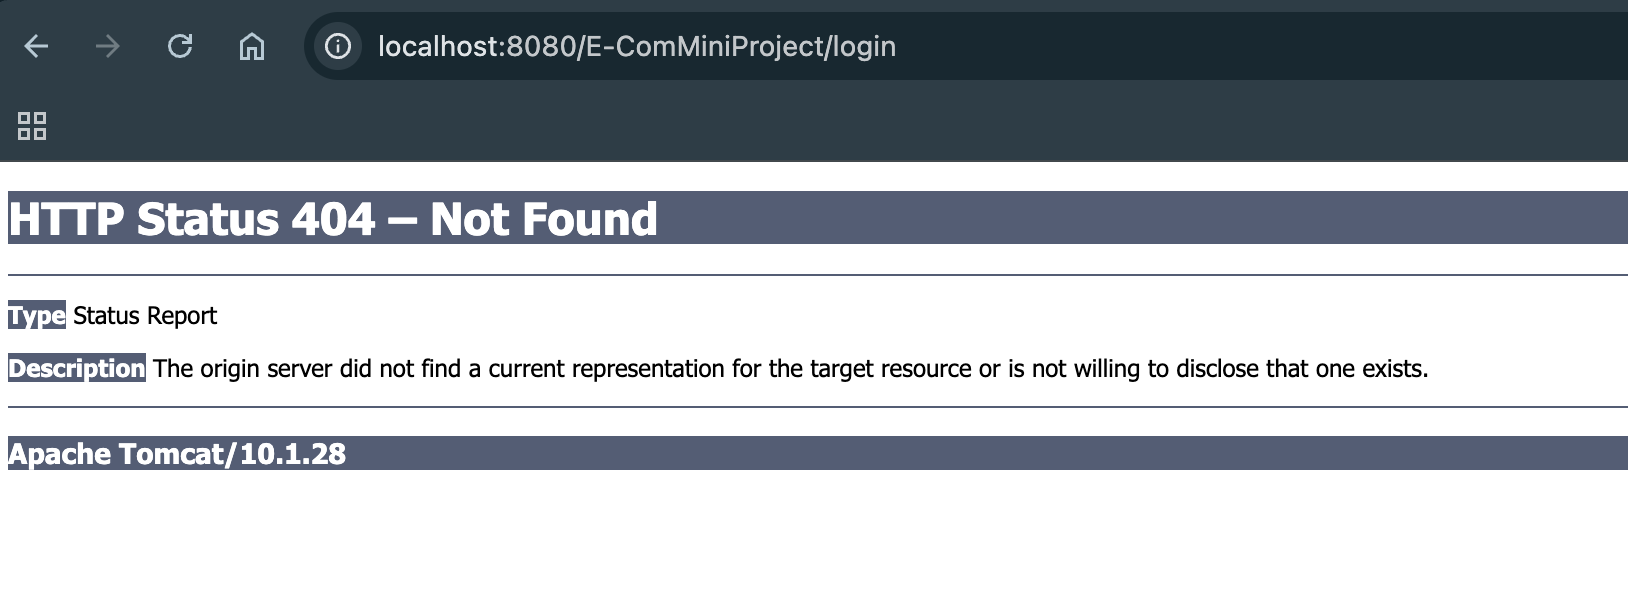 localhost:8080/E-ComMiniProject/login
HTTP Status 404 – Not Found
Type Status Report
Description The origin server did not find a current representation for the target resource or is not willing to disclose that one exists.
Apache Tomcat/10.1.28